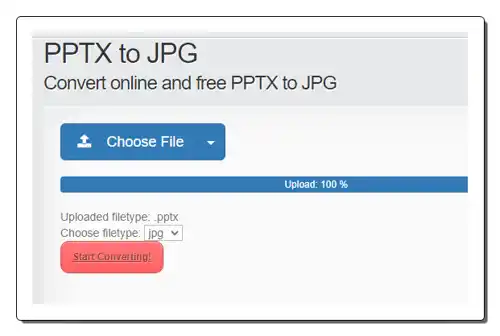 PPTX to JPG
Convert online and free PPTX to JPG
Choose File
Upload: 100 %
Uploaded filetype: .pptx
Choose filetype: jpg
Start Converting!